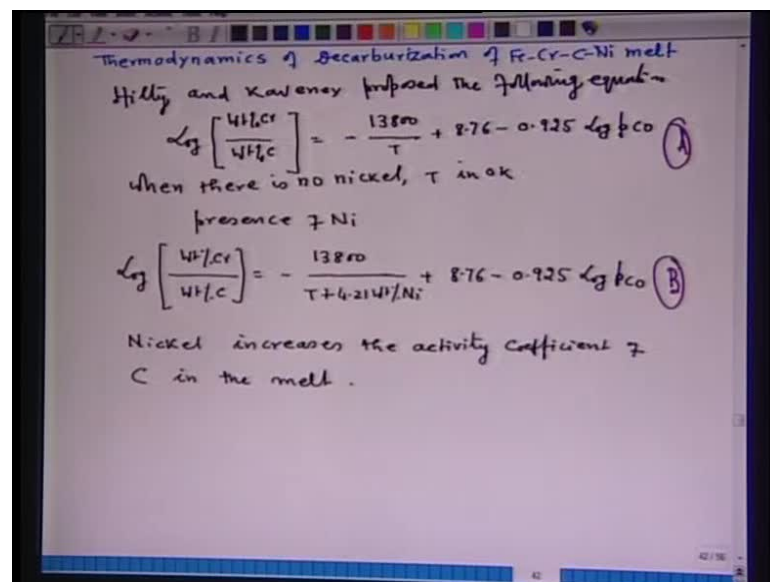 Thermodynamics of Decarburization of Fe-Cr-C-Ni melt
Hilty and Kaveney proposed The following equation
Log [ wt%Cr / wt%C ] = - 13800 / T + 8.76 - 0.925 Log pCO (A)
when there is no nickel, T in ok
presence of Ni
Log [ wt%Cr / wt%C ] = - 13800 / T+4.21 wt%Ni + 8.76 - 0.925 Log pCO (B)
Nickel increases the activity coefficient of
C in the melt.
42